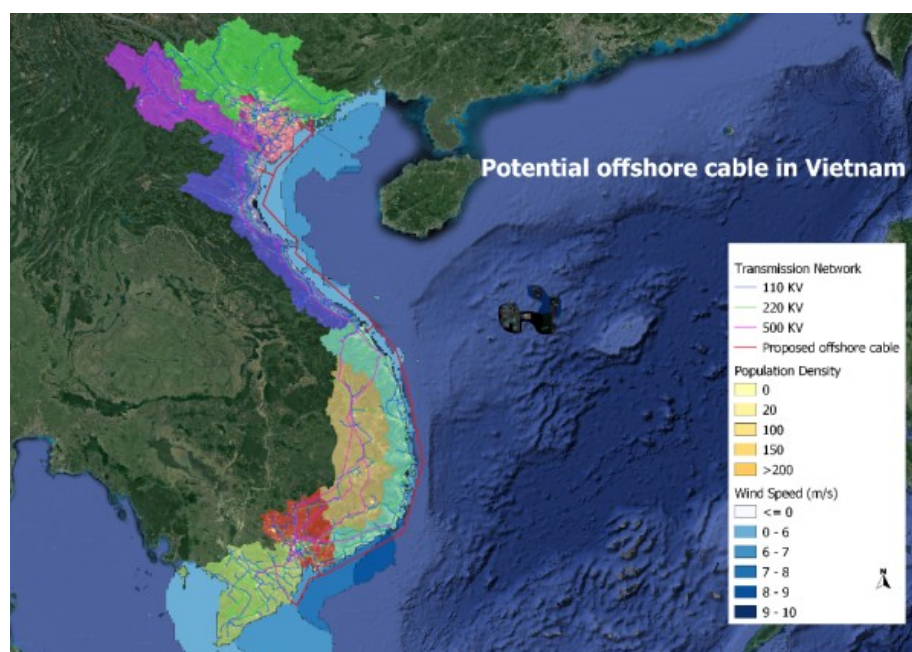 Potential offshore cable in Vietnam
Transmission Network
110 KV
220 KV
500 KV
Proposed offshore cable
Population Density
0
20
100
150
>200
Wind Speed (m/s)
<= 0
0 - 6
6 - 7
7 - 8
8 - 9
9 - 10
N